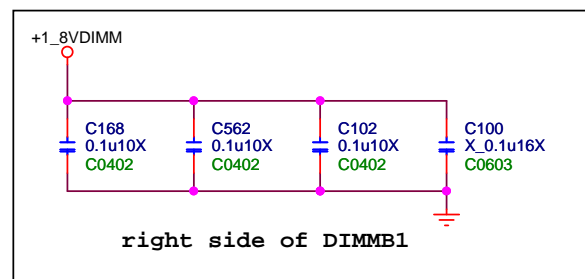 +1_8VDIMM
C168 C562 C102 C100
0.1u10X 0.1u10X 0.1u10X X_0.1u16X
C0402 C0402 C0402 C0603
right side of DIMMB1